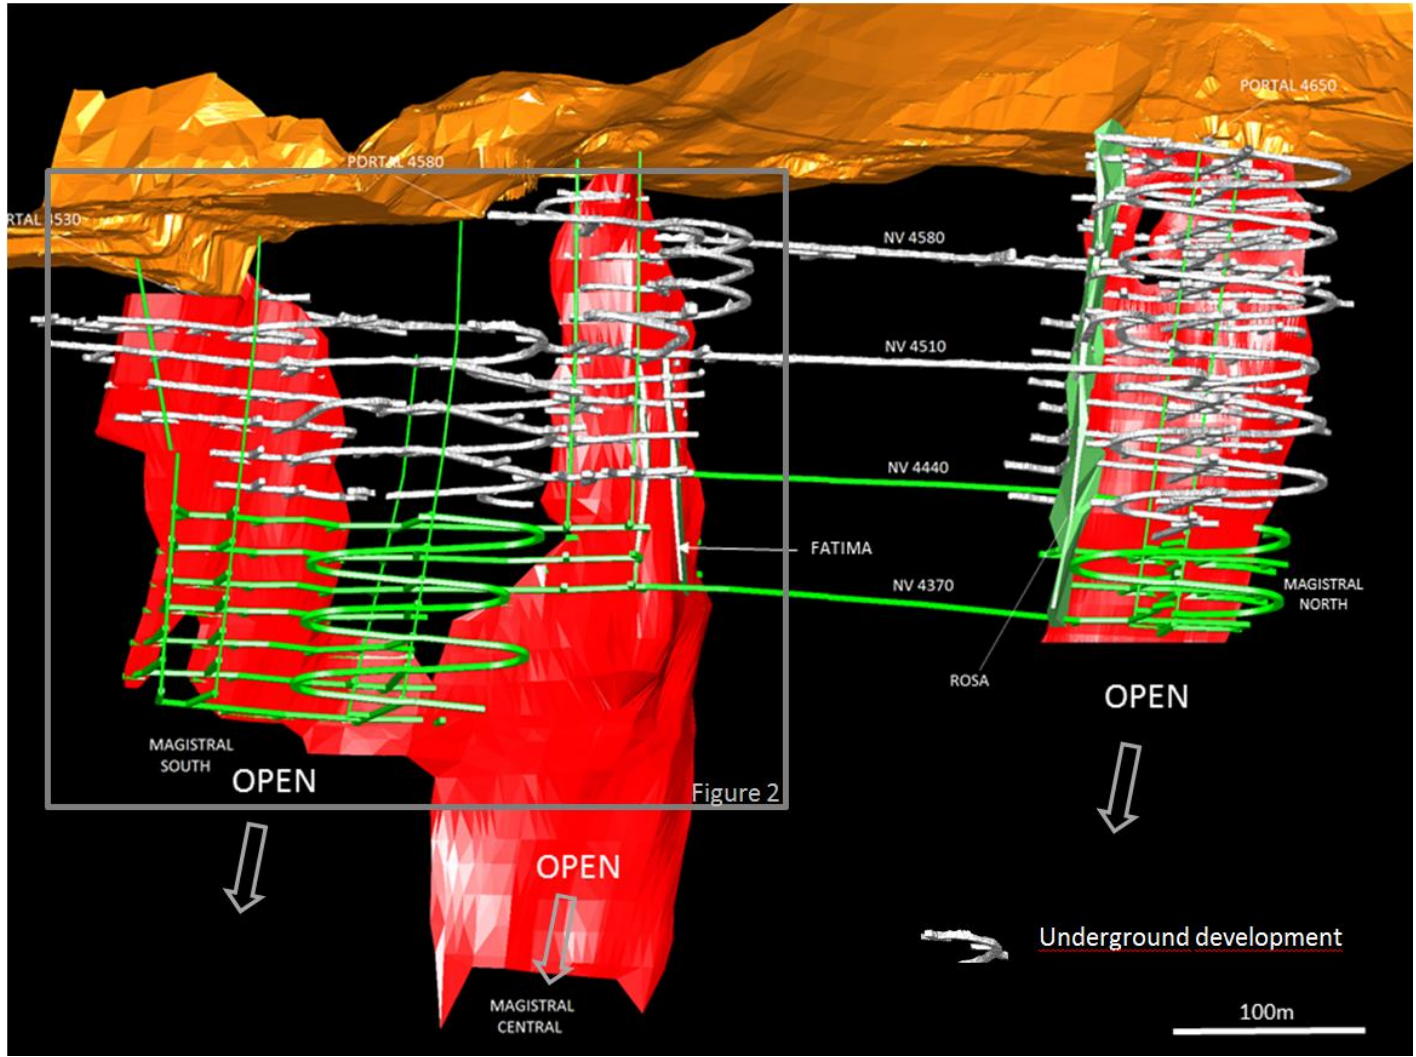 PORTAL 4650
PORTAL 4580
RTAL 4530
NV 4580
NV 4510
NV 4440
FATIMA
NV 4370
MAGISTRAL
NORTH
ROSA
OPEN
MAGISTRAL
SOUTH
OPEN
Figure 2
OPEN
Underground development
MAGISTRAL
CENTRAL
100m